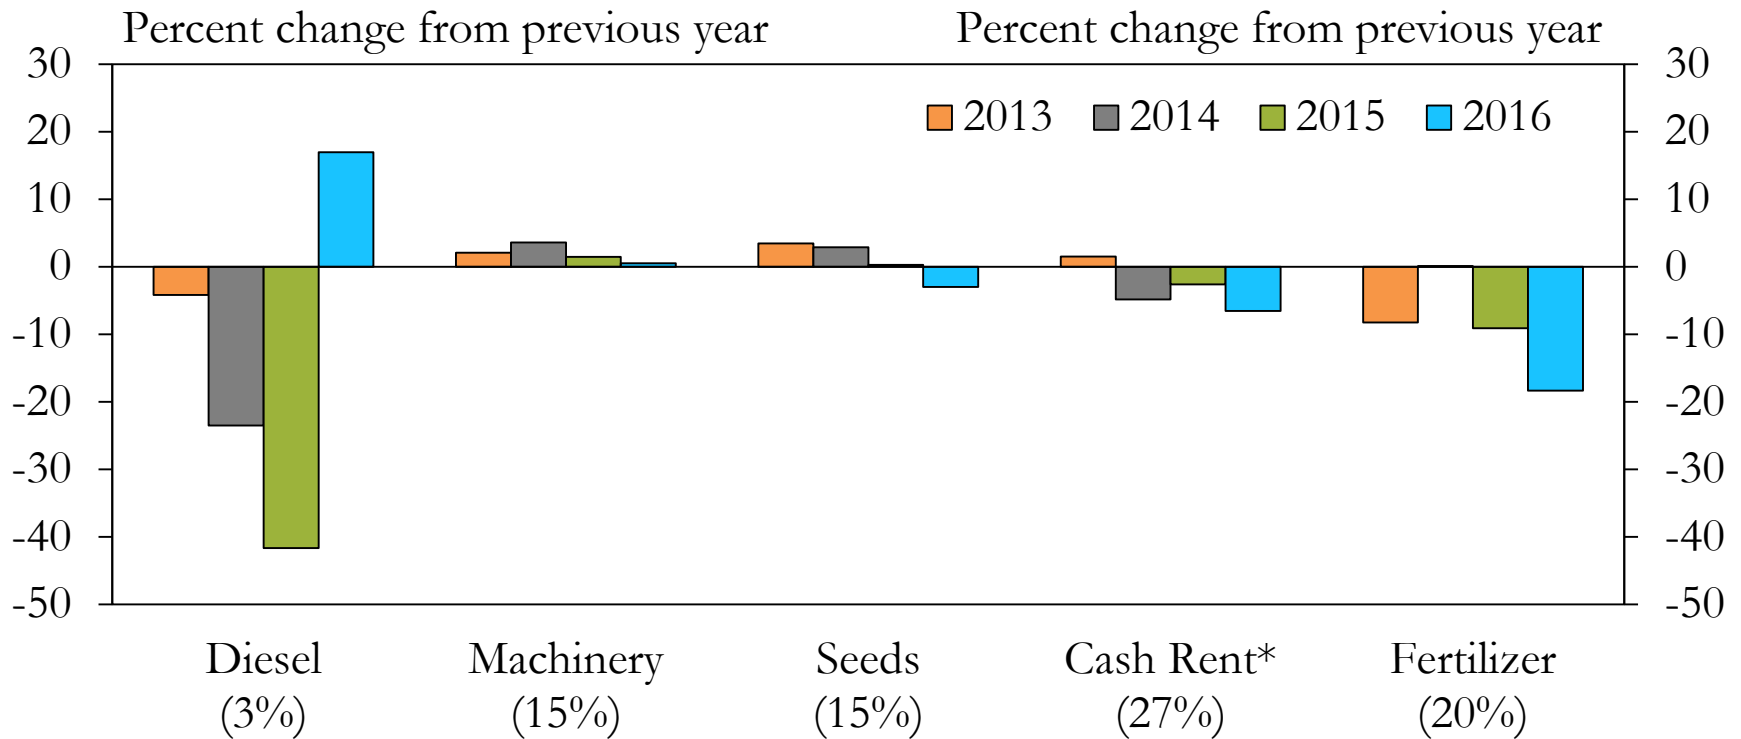 Percent change from previous year Percent change from previous year
30 30
2013 2014 2015 2016
20 20
10 10
0 0
-10 -10
-20 -20
-30 -30
-40 -40
-50 -50
Diesel Machinery Seeds Cash Rent* Fertilizer
(3%) (15%) (15%) (27%) (20%)